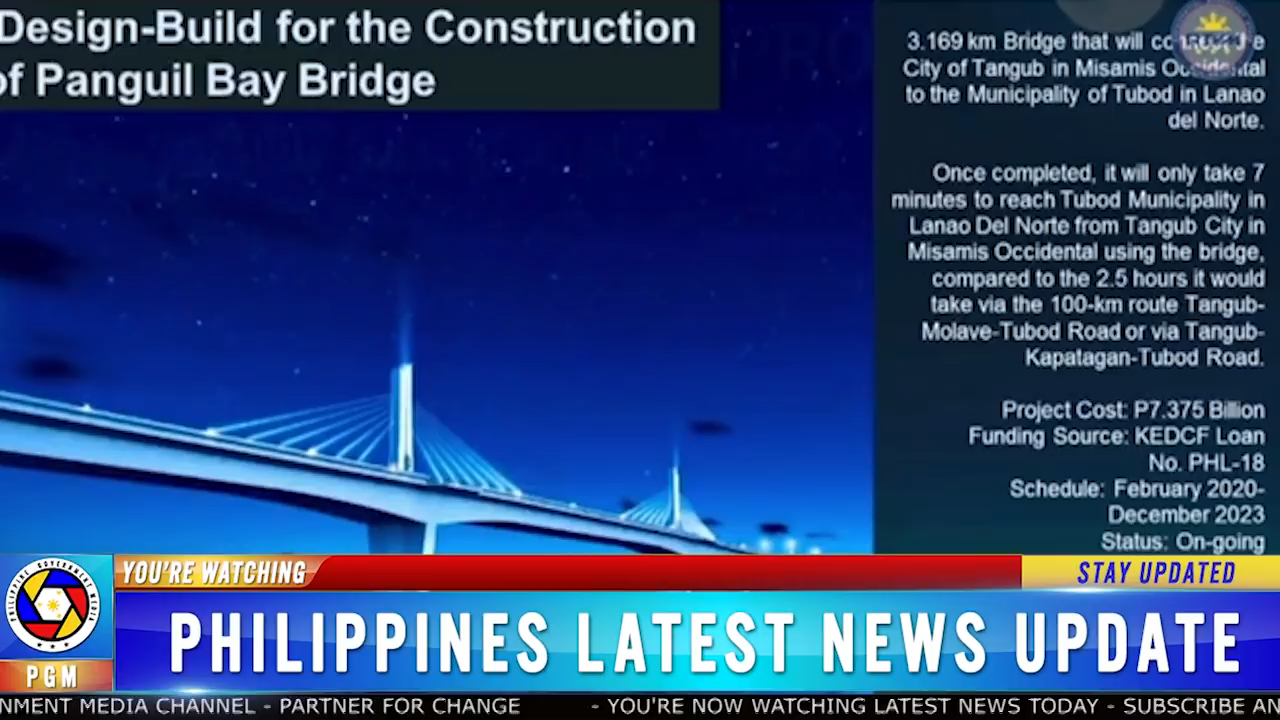 Design-Build for the Construction
of Panguil Bay Bridge
3.169 km Bridge that will
City of Tangub in Misamis Occidental
to the Municipality of Tubod in Lanao
del Norte.
Once completed, it will only take 7
minutes to reach Tubod Municipality in
Lanao Del Norte from Tangub City in
Misamis Occidental using the bridge,
compared to the 2.5 hours it would
take via the 100-km route Tangub-
Molave-Tubod Road or via Tangub-
Kapatagan-Tubod Road.
Project Cost: P7.375 Billion
Funding Source: KEDCF Loan
No. PHL-18
Schedule: February 2020-
December 2023
Status: On-going
YOU'RE WATCHING
STAY UPDATED
PHILIPPINE GOVERNMENT MEDIA
PGM
PHILIPPINES LATEST NEWS UPDATE
NMENT MEDIA CHANNEL - PARTNER FOR CHANGE - YOU'RE NOW WATCHING LATEST NEWS TODAY - SUBSCRIBE AN